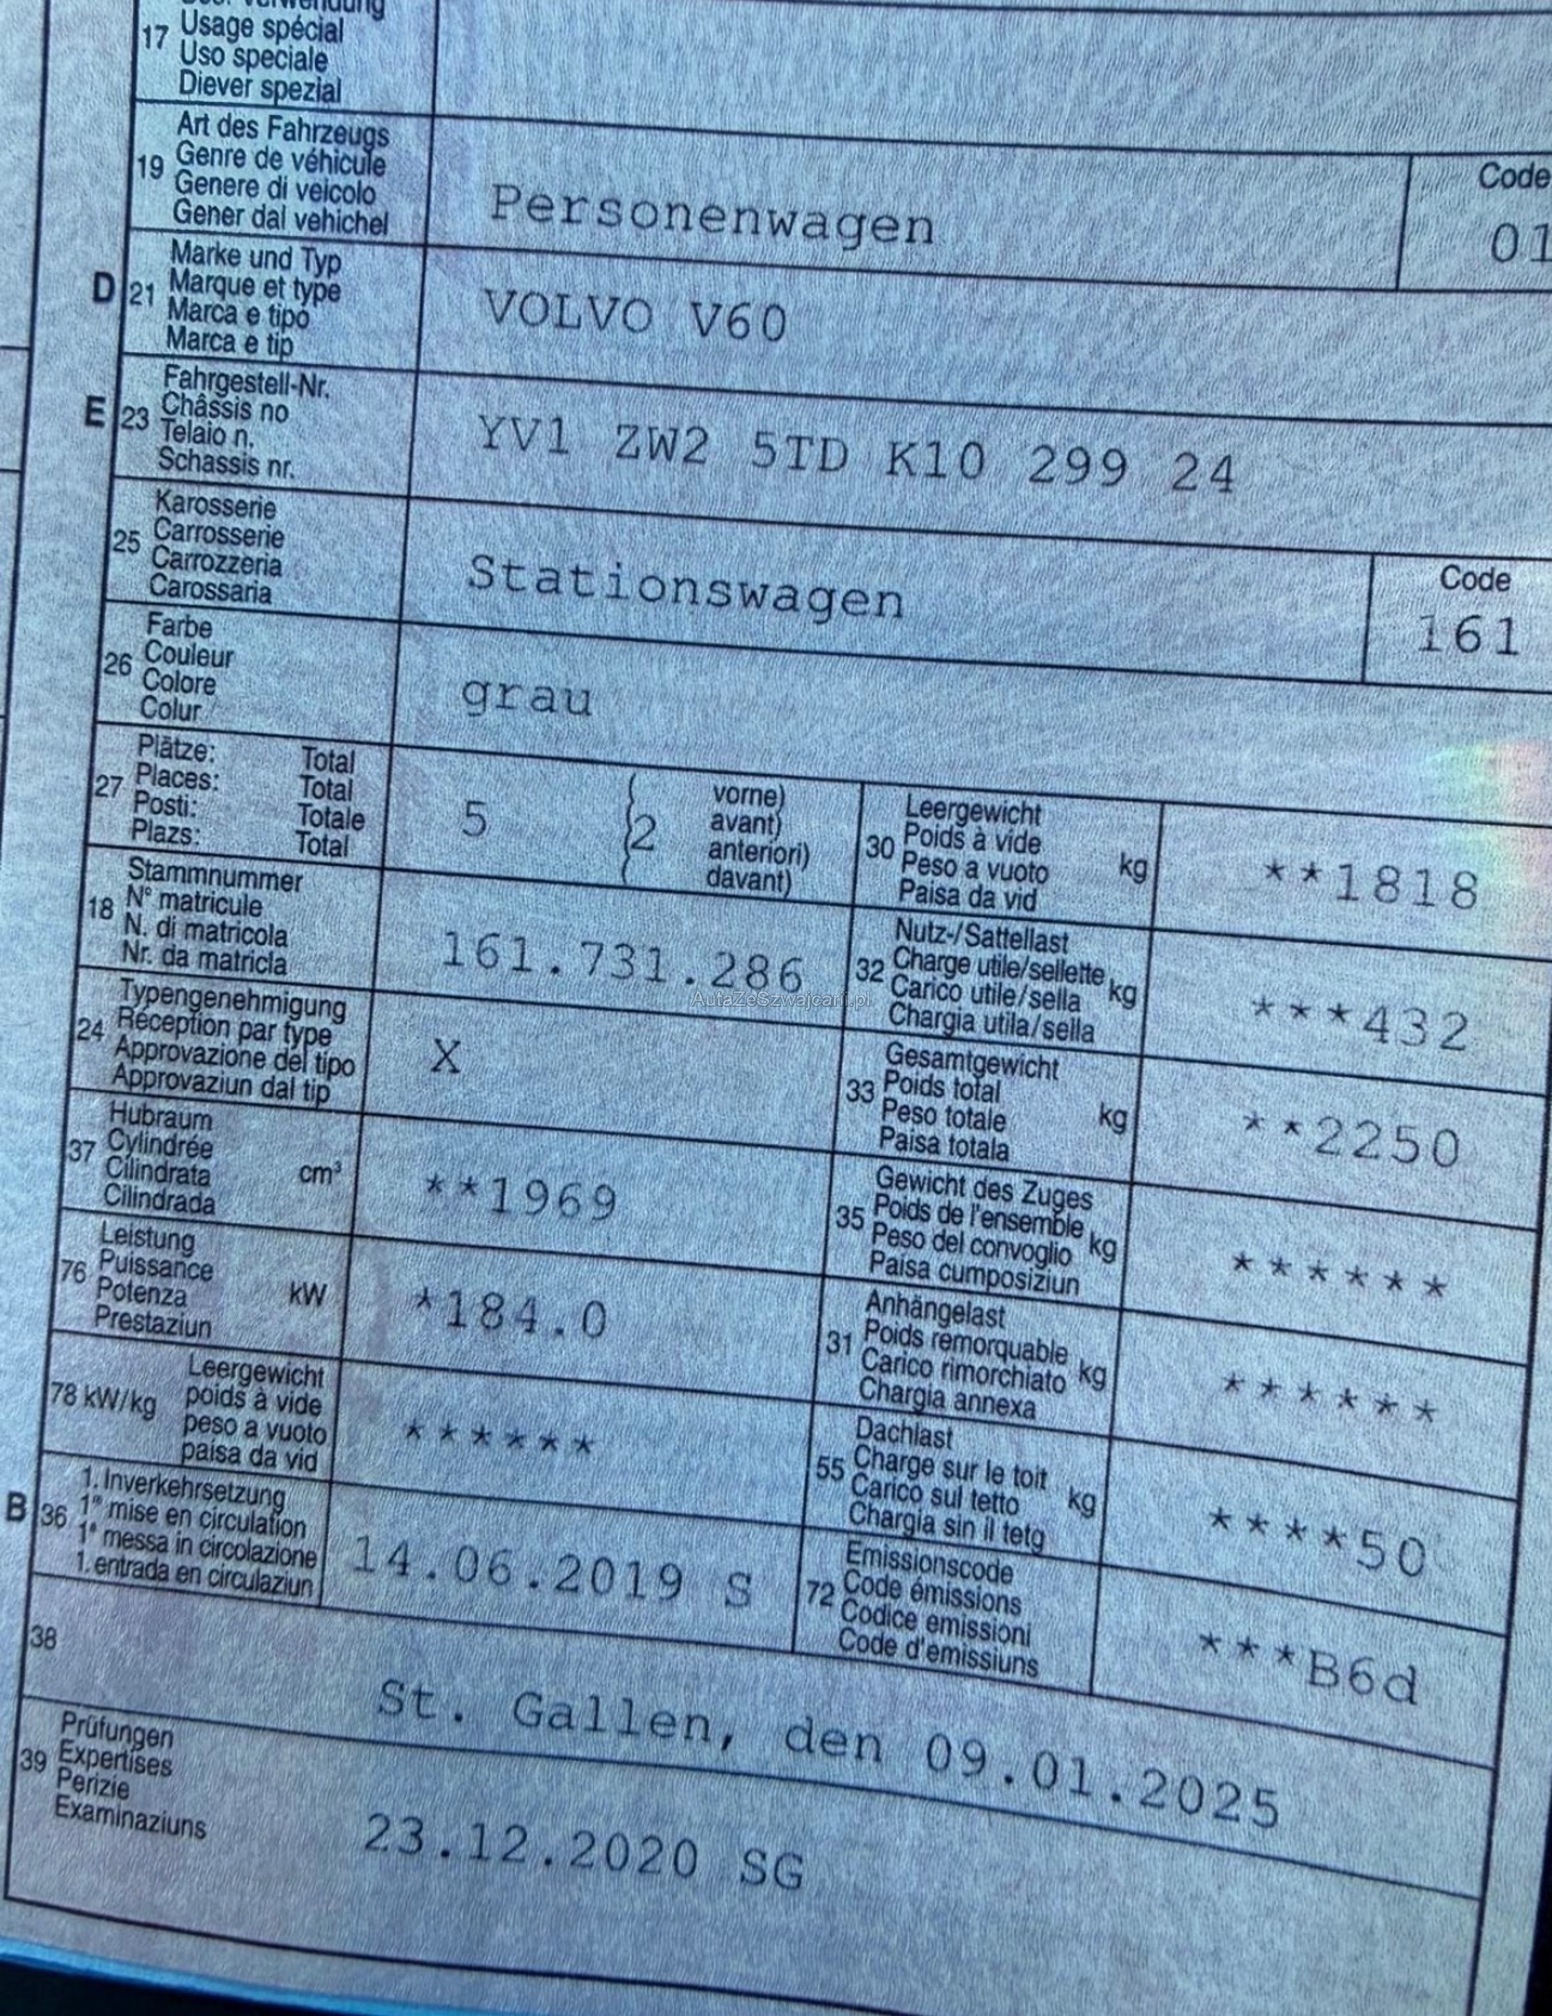 17 Usage spécial
Uso speciale
Diever spezial
Art des Fahrzeugs
19 Genre de véhicule
Genere di veicolo
Gener dal vehichel
Personenwagen
Code
01
D 21 Marke und Typ
Marque et type
Marca e tipo
Marca e tip
VOLVO V60
E 23 Fahrgestell-Nr.
Châssis no
Telaio n.
Schassis nr.
YV1 ZW2 5TD K10 299 24
25 Karosserie
Carrosserie
Carrozzeria
Carossaria
Stationswagen
Code
161
26 Farbe
Couleur
Colore
Colur
grau
27 Plätze: Total
Places: Total
Posti: Totale
Plazs: Total
5 2 vorne)
avant)
anteriori)
davant)
30 Leergewicht
Poids à vide kg
Peso a vuoto
Paisa da vid
**1818
18 Stammnummer
N° matricule
N. di matricola
Nr. da matricla
161.731.286
32 Nutz-/Sattellast
Charge utile/sellette kg
Carico utile/sella
Chargia utila/sella
***432
AutaZeSzwajcarii.pl
24 Typengenehmigung
Réception par type
Approvazione del tipo
Approvaziun dal tip
X
33 Gesamtgewicht
Poids total kg
Peso totale
Paisa totala
**2250
37 Hubraum
Cylindrée cm³
Cilindrata
Cilindrada
**1969
35 Gewicht des Zuges
Poids de l'ensemble kg
Peso del convoglio
Paisa cumposiziun
******
76 Leistung
Puissance kW
Potenza
Prestaziun
*184.0
31 Anhängelast
Poids remorquable kg
Carico rimorchiato
Chargia annexa
******
78 kW/kg Leergewicht
poids à vide
peso a vuoto
paisa da vid
******
55 Dachlast
Charge sur le toit kg
Carico sul tetto
Chargia sin il tetg
****50
B 36 1. Inverkehrsetzung
1re mise en circulation
1a messa in circolazione
1. entrada en circulaziun
14.06.2019 S
72 Emissionscode
Code émissions
Codice emissioni
Code d'emissiuns
***B6d
38
St. Gallen, den 09.01.2025
39 Prüfungen
Expertises
Perizie
Examinaziuns
23.12.2020 SG